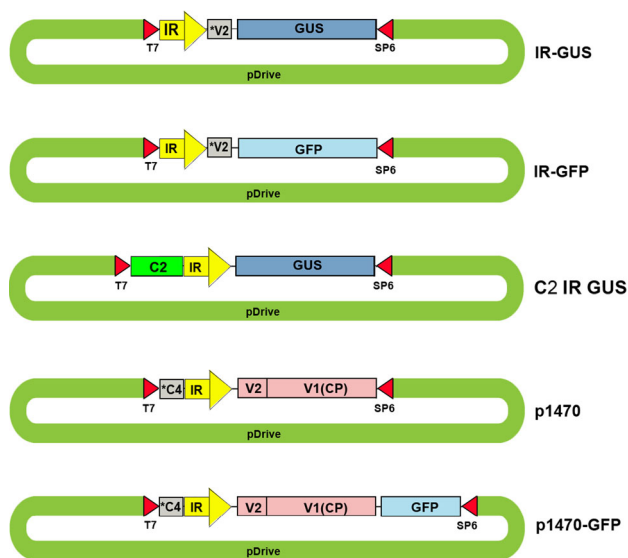 IR *V2 GUS
T7 SP6
pDrive
IR-GUS
IR *V2 GFP
T7 SP6
pDrive
IR-GFP
C2 IR GUS
T7 SP6
pDrive
C2 IR GUS
*C4 IR V2 V1(CP)
T7 SP6
pDrive
p1470
*C4 IR V2 V1(CP) GFP
T7 SP6
pDrive
p1470-GFP